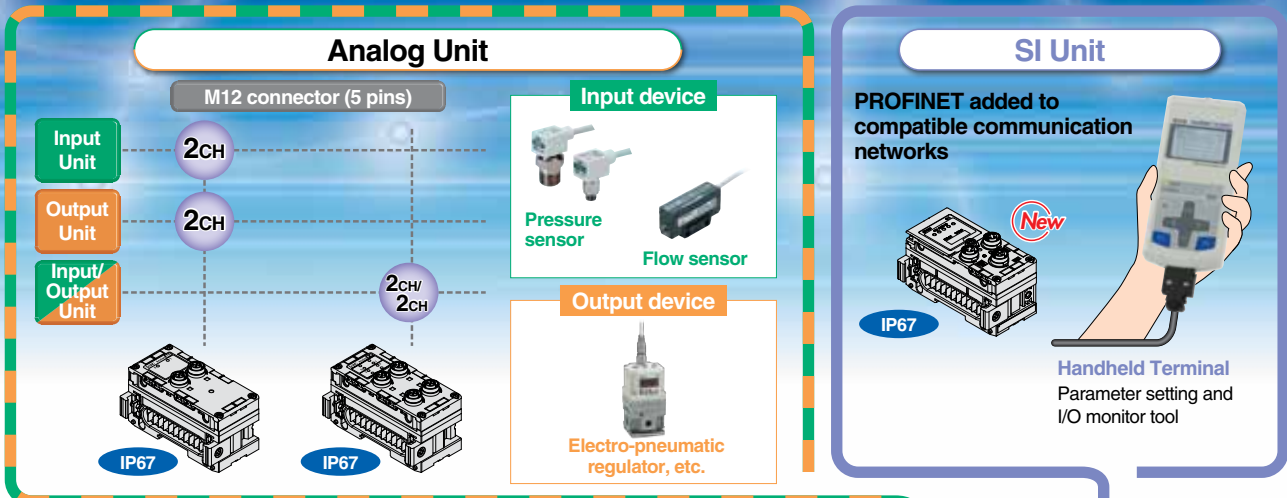 Analog Unit
M12 connector (5 pins)
Input
Unit
2CH
Output
Unit
2CH
Input/
Output
Unit
2CH/
2CH
IP67
IP67
Input device
Pressure
sensor
Flow sensor
Output device
Electro-pneumatic
regulator, etc.
SI Unit
PROFINET added to
compatible communication
networks
New
IP67
Handheld Terminal
Parameter setting and
I/O monitor tool